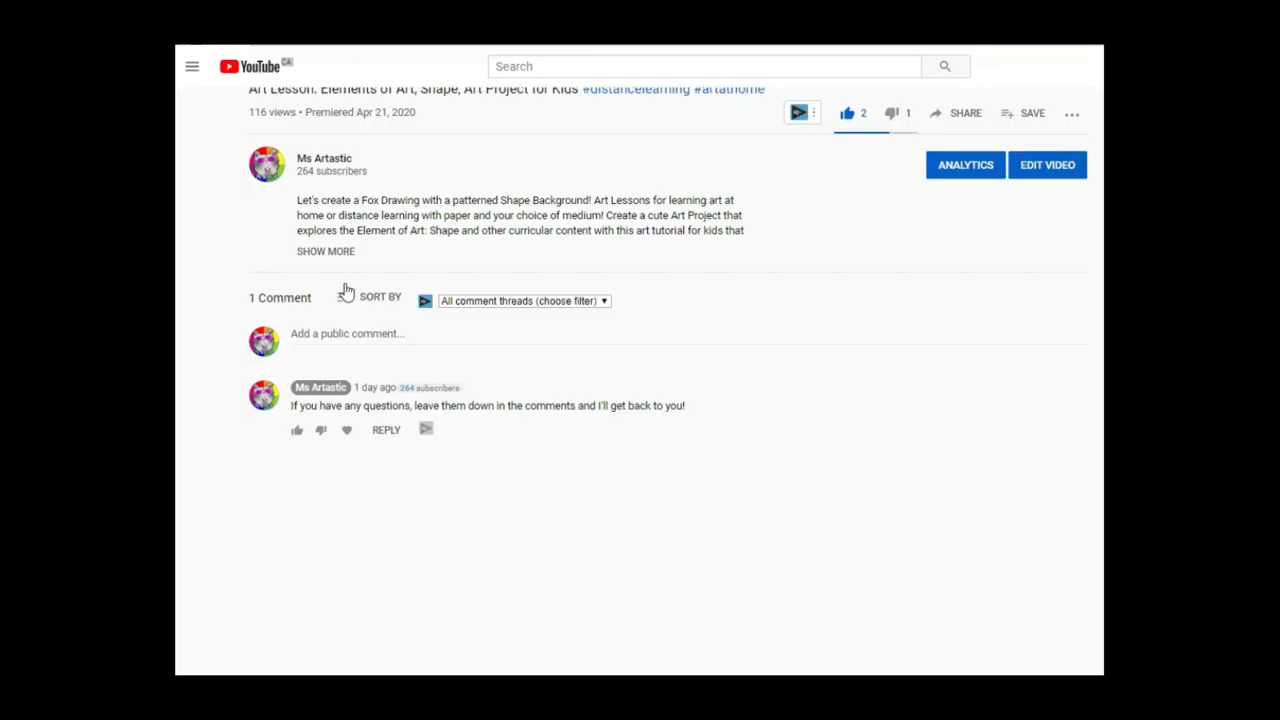 YouTube CA
Search
Art Lesson: Elements of Art, Shape, Art Project for Kids #distancelearning #artathome
116 views • Premiered Apr 21, 2020
2
1
SHARE
SAVE
Ms Artastic
264 subscribers
ANALYTICS
EDIT VIDEO
Let's create a Fox Drawing with a patterned Shape Background! Art Lessons for learning art at
home or distance learning with paper and your choice of medium! Create a cute Art Project that
explores the Element of Art: Shape and other curricular content with this art tutorial for kids that
SHOW MORE
1 Comment
SORT BY
All comment threads (choose filter)
Add a public comment...
Ms Artastic 1 day ago 264 subscribers
If you have any questions, leave them down in the comments and I'll get back to you!
REPLY